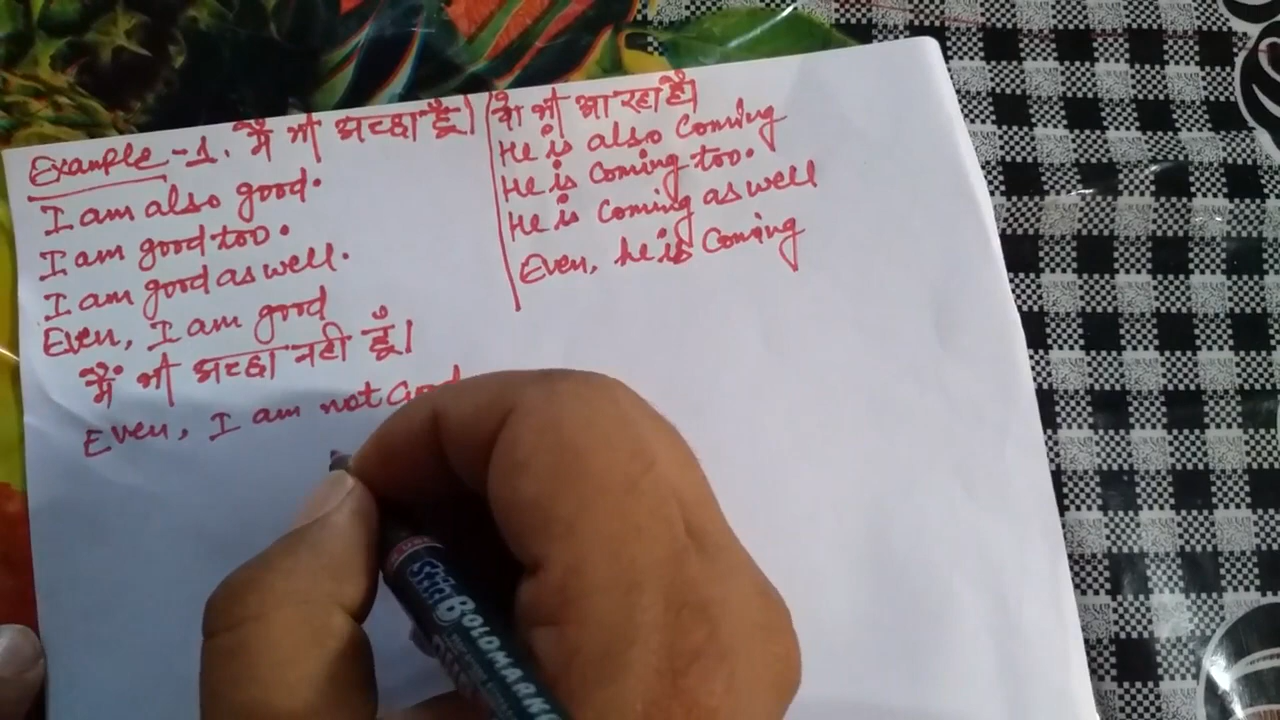 Example-1. मैं भी अच्छा हूँ।
I am also good.
I am good too.
I am good as well.
Even, I am good
मैं भी अच्छा नही हूँ।
Even, I am not
वो भी आ रहा है।
He is also coming
He is coming too.
He is coming as well
Even, he is coming
BOLDMARK